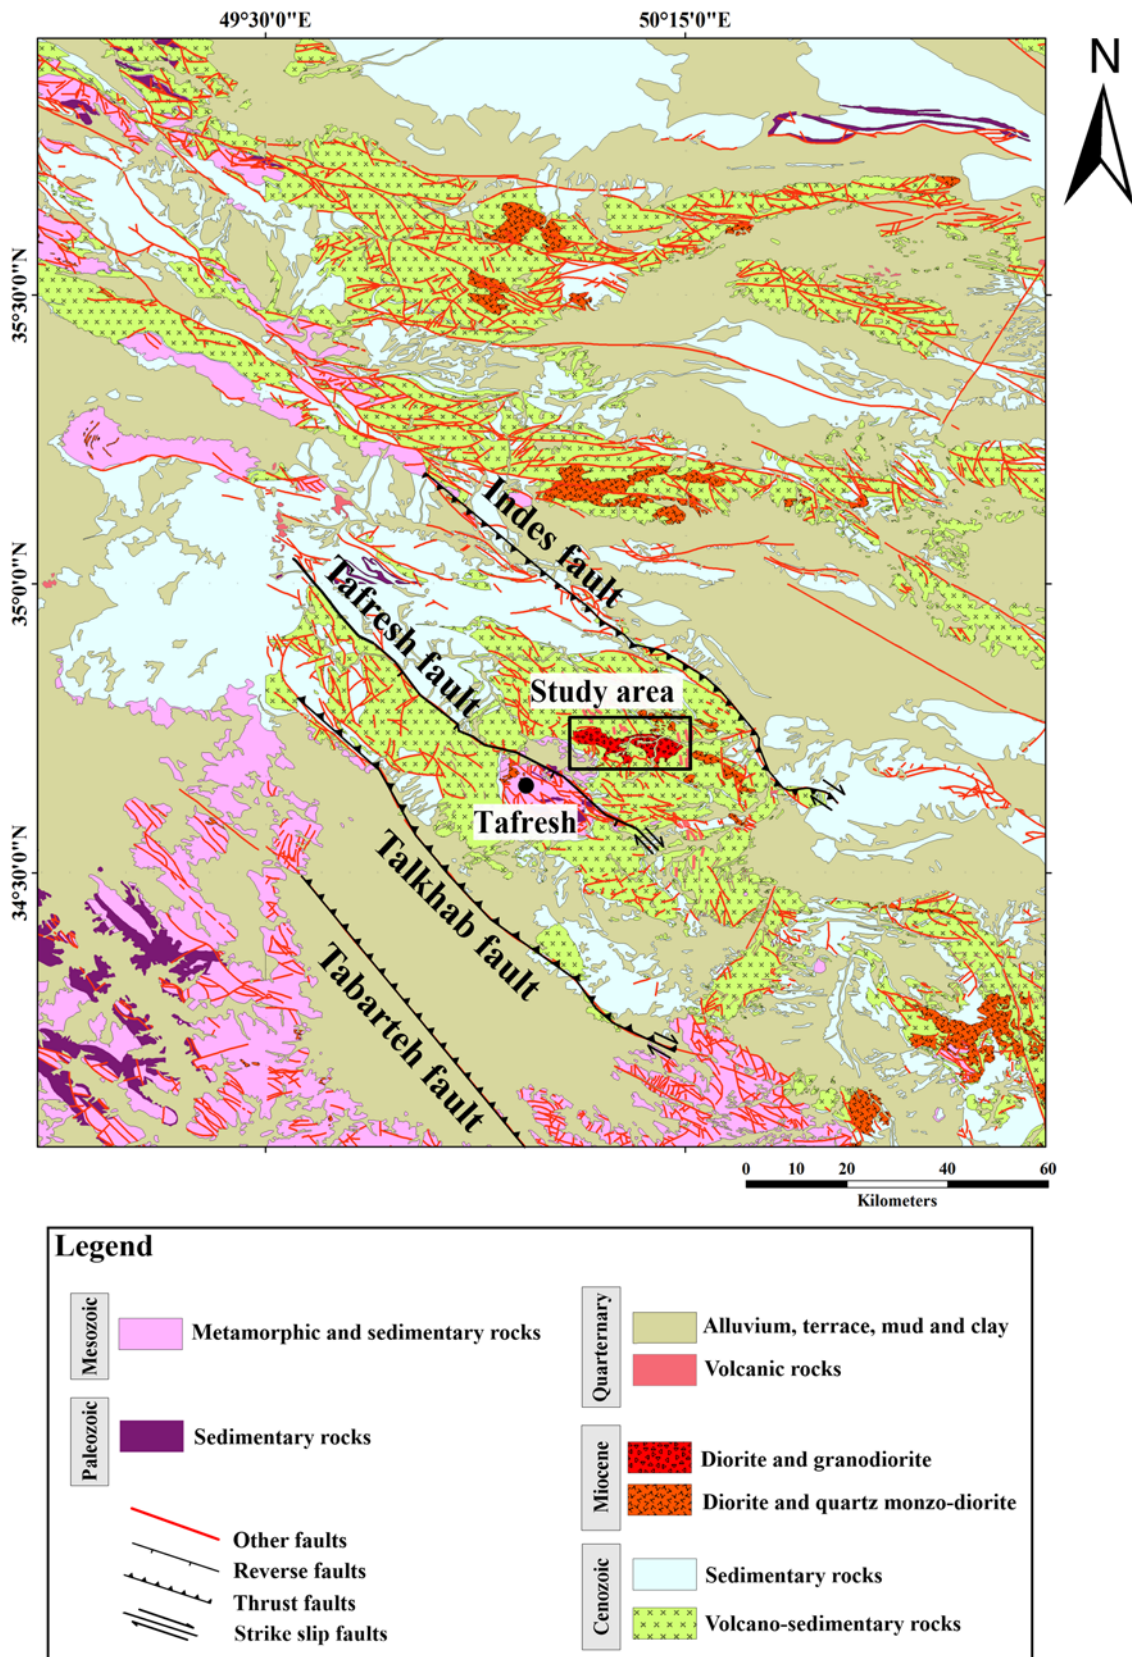 49°30'0"E 50°15'0"E
N
35°30'0"N
35°0'0"N
34°30'0"N
Indes fault
Tafresh fault
Study area
Tafresh
Talkhab fault
Tabarteh fault
0 10 20 40 60
Kilometers
Legend
Mesozoic
Metamorphic and sedimentary rocks
Paleozoic
Sedimentary rocks
Other faults
Reverse faults
Thrust faults
Strike slip faults
Quarternary
Alluvium, terrace, mud and clay
Volcanic rocks
Miocene
Diorite and granodiorite
Diorite and quartz monzo-diorite
Cenozoic
Sedimentary rocks
Volcano-sedimentary rocks